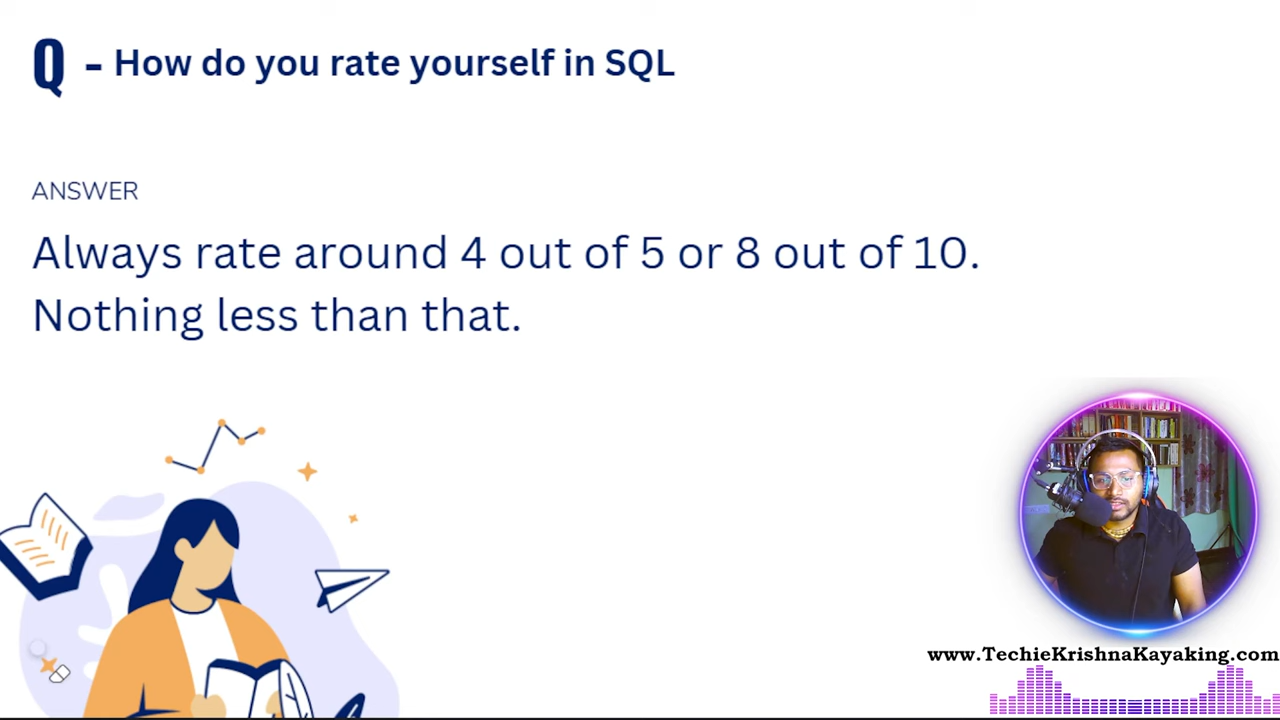 Q - How do you rate yourself in SQL
ANSWER
Always rate around 4 out of 5 or 8 out of 10.
Nothing less than that.
www.TechieKrishnaKayaking.com